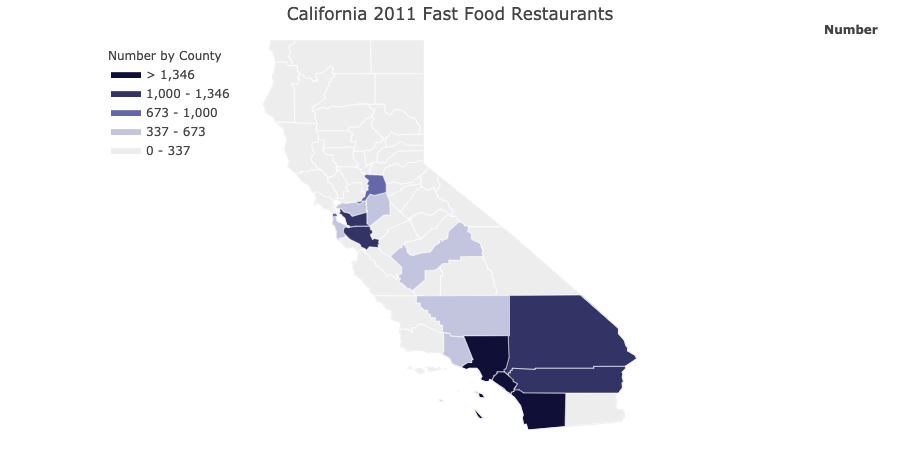 California 2011 Fast Food Restaurants
Number
Number by County
> 1,346
1,000 - 1,346
673 - 1,000
337 - 673
0 - 337